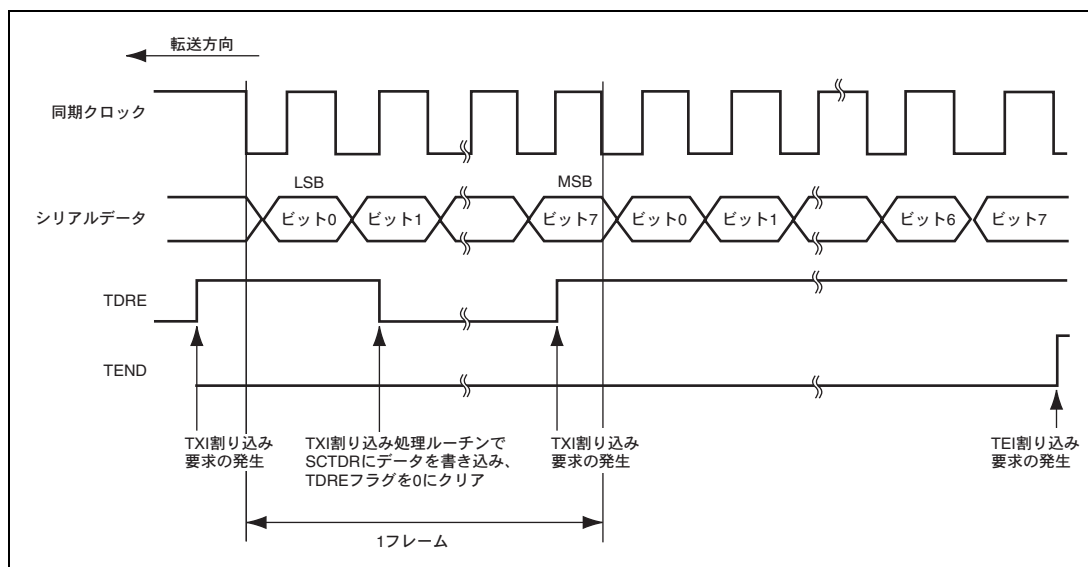 転送方向
同期クロック
LSB
MSB
シリアルデータ
ビット0
ビット1
ビット7
ビット0
ビット1
ビット6
ビット7
TDRE
TEND
TXI割り込み
要求の発生
TXI割り込み処理ルーチンで
SCTDRにデータを書き込み、
TDREフラグを0にクリア
TXI割り込み
要求の発生
TEI割り込み
要求の発生
1フレーム